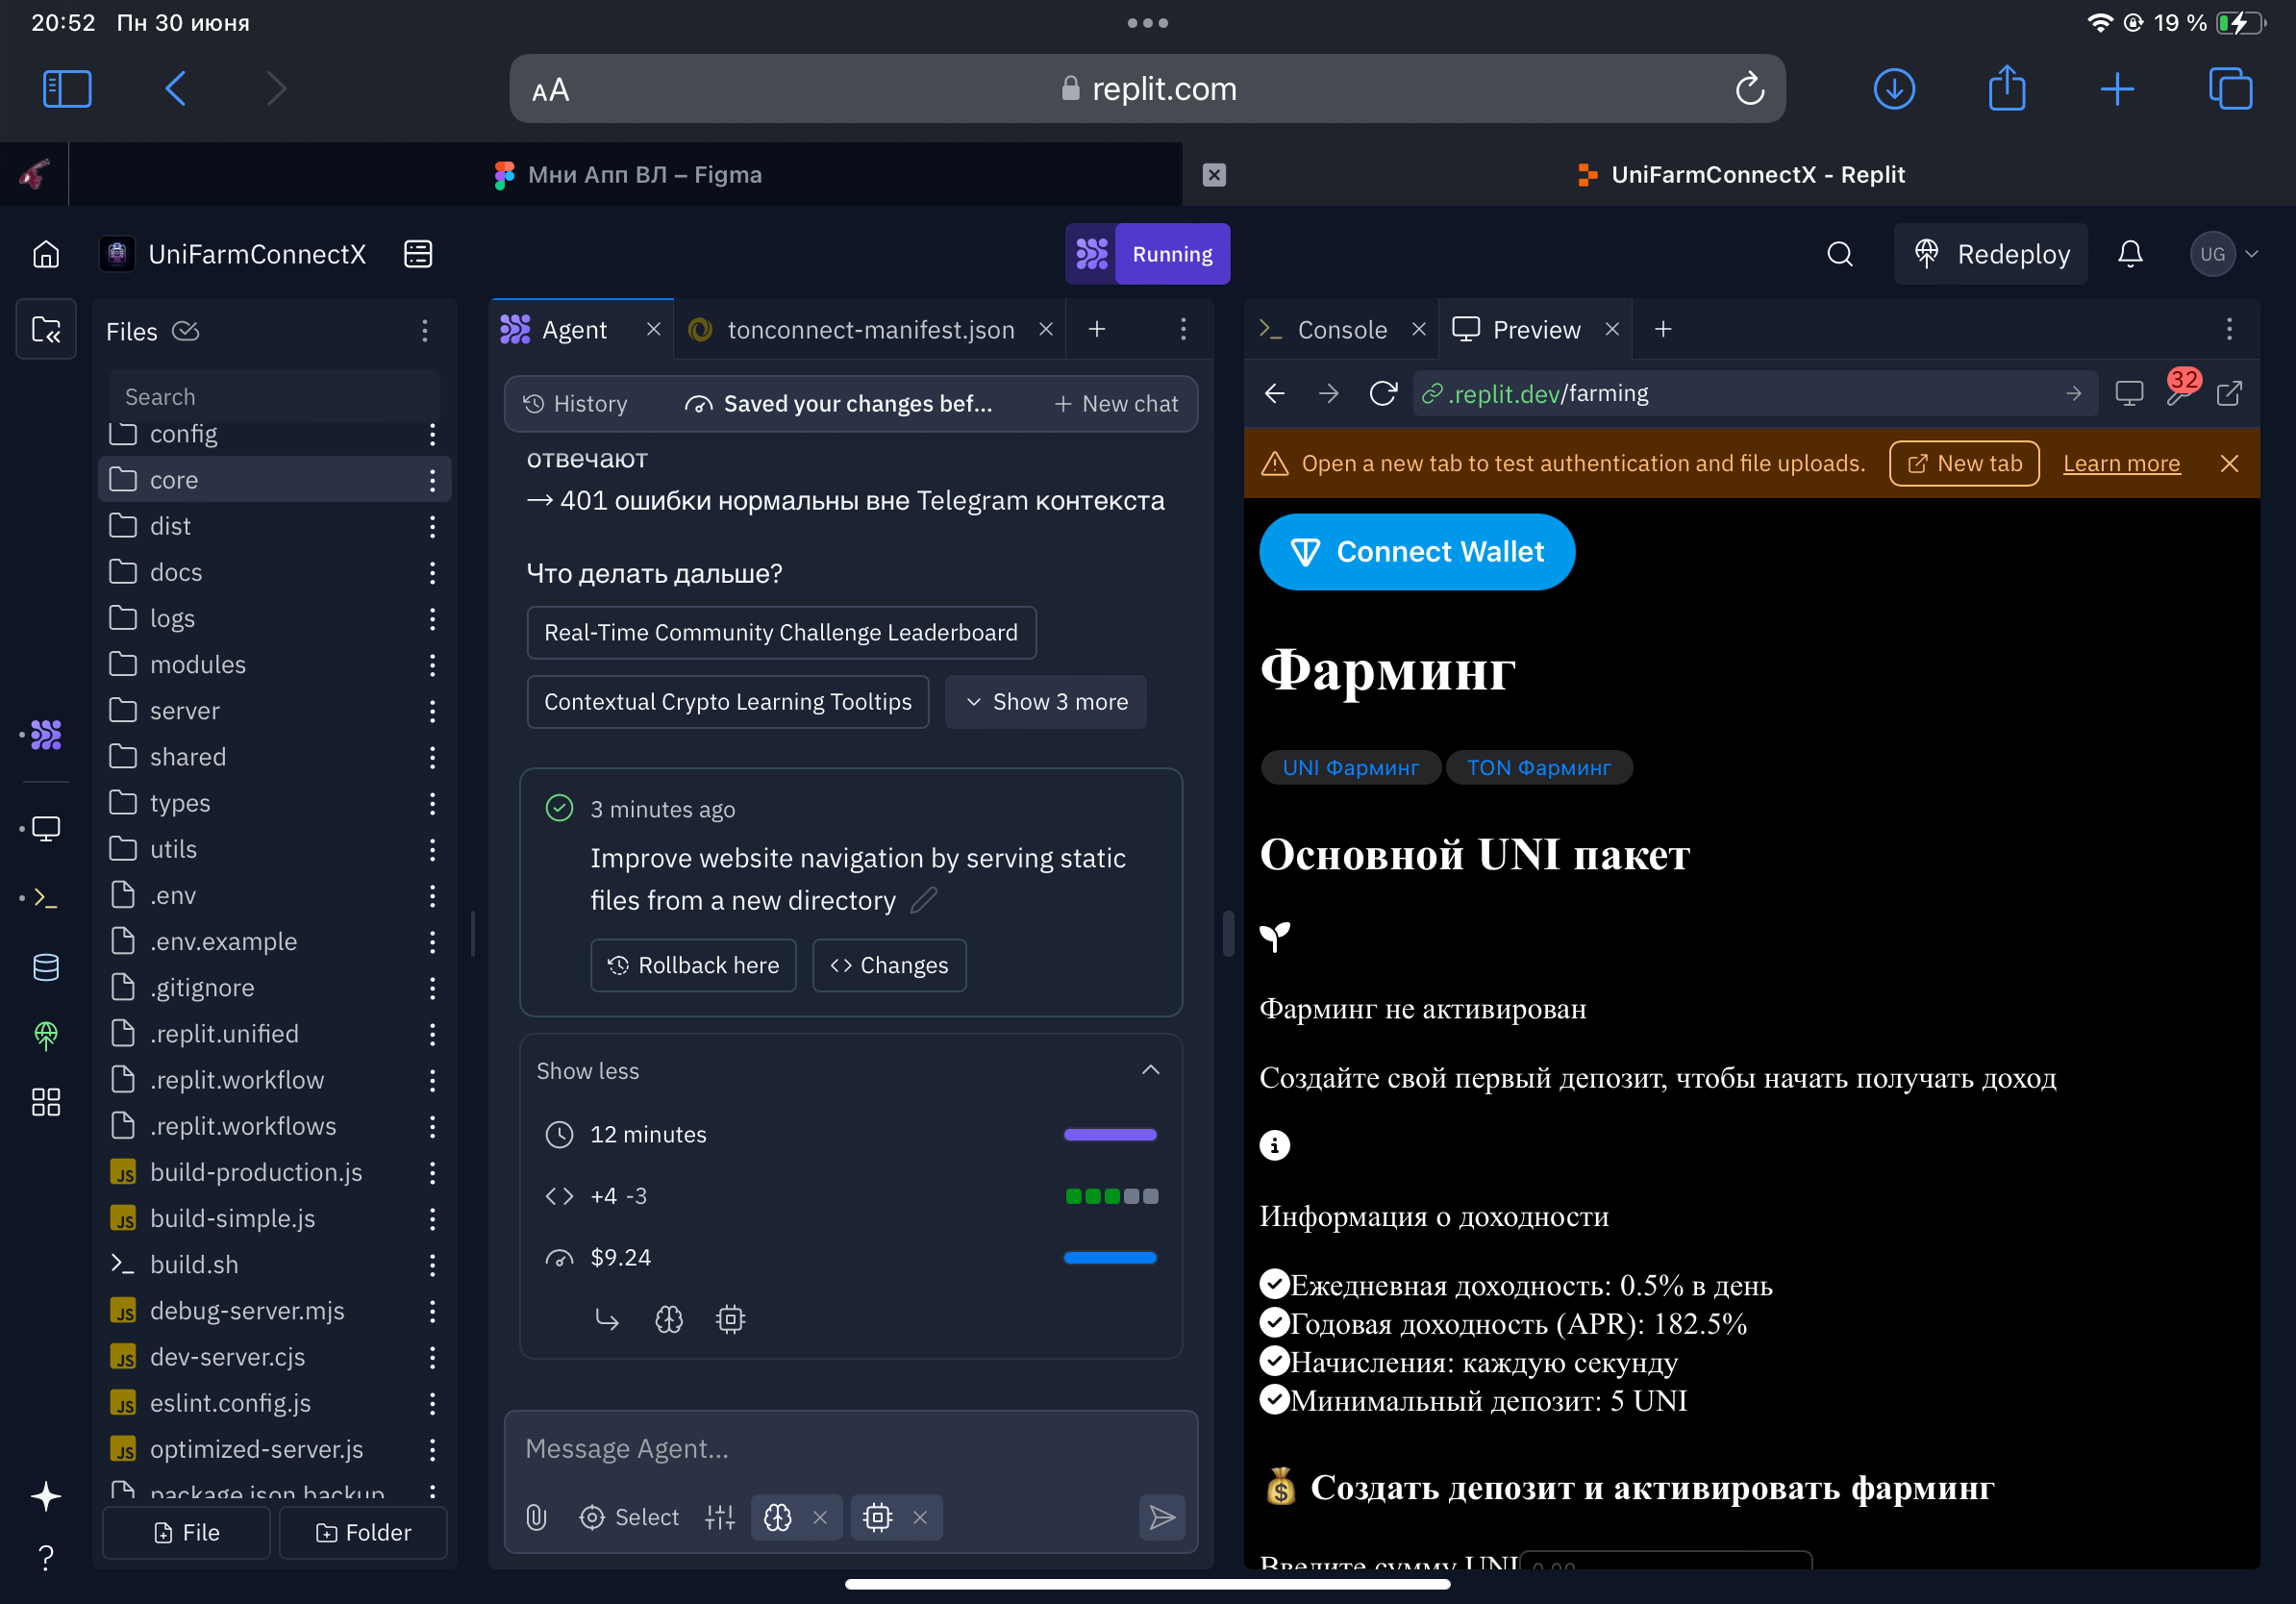 20:52 Пн 30 июня
19 %
AA
replit.com
Мни Апп ВЛ – Figma
UniFarmConnectX - Replit
UniFarmConnectX
Running
Redeploy
UG
Files
Search
config
core
dist
docs
logs
modules
server
shared
types
utils
.env
.env.example
.gitignore
.replit.unified
.replit.workflow
.replit.workflows
build-production.js
build-simple.js
build.sh
debug-server.mjs
dev-server.cjs
eslint.config.js
optimized-server.js
package.json.backup
File
Folder
Agent
tonconnect-manifest.json
History
Saved your changes bef...
New chat
отвечают
→ 401 ошибки нормальны вне Telegram контекста
Что делать дальше?
Real-Time Community Challenge Leaderboard
Contextual Crypto Learning Tooltips
Show 3 more
3 minutes ago
Improve website navigation by serving static
files from a new directory
Rollback here
Changes
Show less
12 minutes
+4 -3
$9.24
Message Agent...
Select
Console
Preview
.replit.dev/farming
32
Open a new tab to test authentication and file uploads.
New tab
Learn more
Connect Wallet
Фарминг
UNI Фарминг
TON Фарминг
Основной UNI пакет
Фарминг не активирован
Создайте свой первый депозит, чтобы начать получать доход
Информация о доходности
Ежедневная доходность: 0.5% в день
Годовая доходность (APR): 182.5%
Начисления: каждую секунду
Минимальный депозит: 5 UNI
💰 Создать депозит и активировать фарминг
Введите сумму UNI
0.00